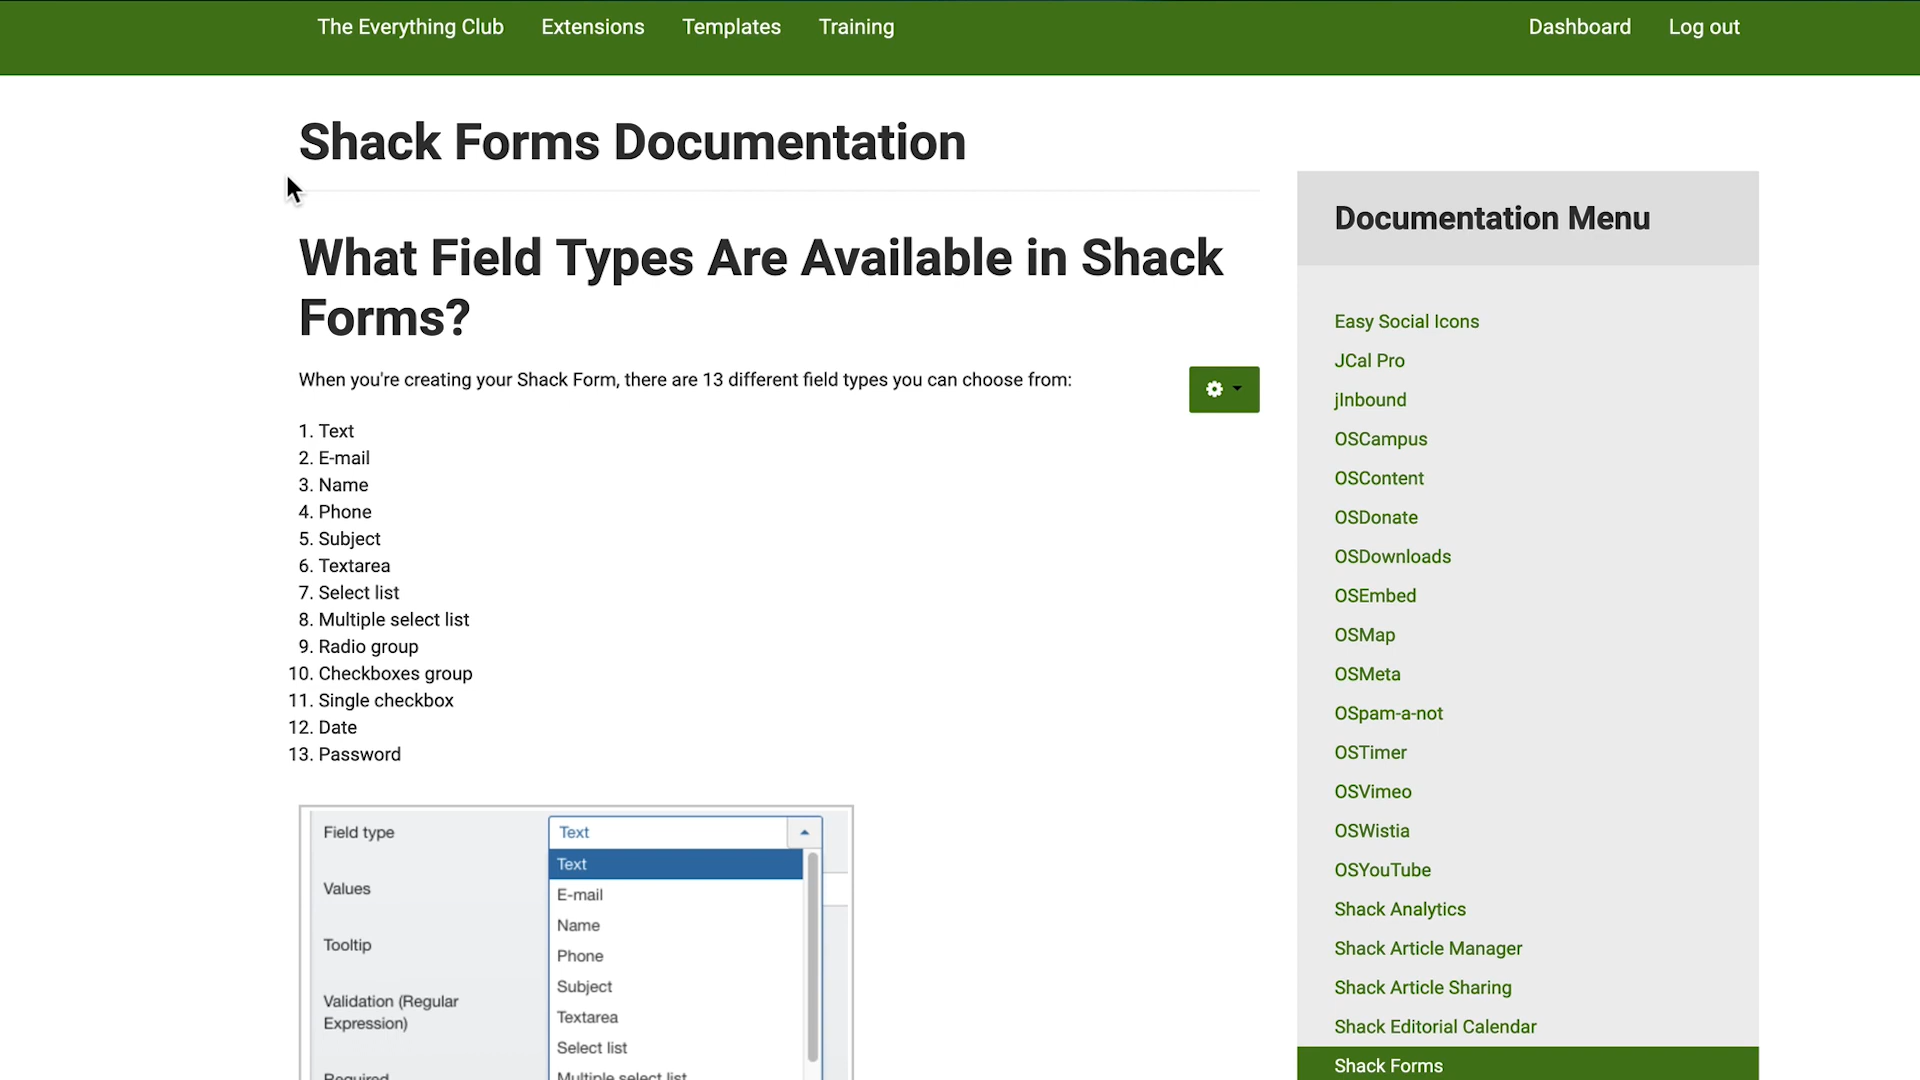 The Everything Club Extensions Templates Training Dashboard Log out
Shack Forms Documentation
What Field Types Are Available in Shack
Forms?
When you're creating your Shack Form, there are 13 different field types you can choose from:
1. Text
2. E-mail
3. Name
4. Phone
5. Subject
6. Textarea
7. Select list
8. Multiple select list
9. Radio group
10. Checkboxes group
11. Single checkbox
12. Date
13. Password
Field type
Values
Tooltip
Validation (Regular
Expression)
Required
Text
Text
E-mail
Name
Phone
Subject
Textarea
Select list
Multiple select list
Documentation Menu
Easy Social Icons
JCal Pro
jInbound
OSCampus
OSContent
OSDonate
OSDownloads
OSEmbed
OSMap
OSMeta
OSpam-a-not
OSTimer
OSVimeo
OSWistia
OSYouTube
Shack Analytics
Shack Article Manager
Shack Article Sharing
Shack Editorial Calendar
Shack Forms